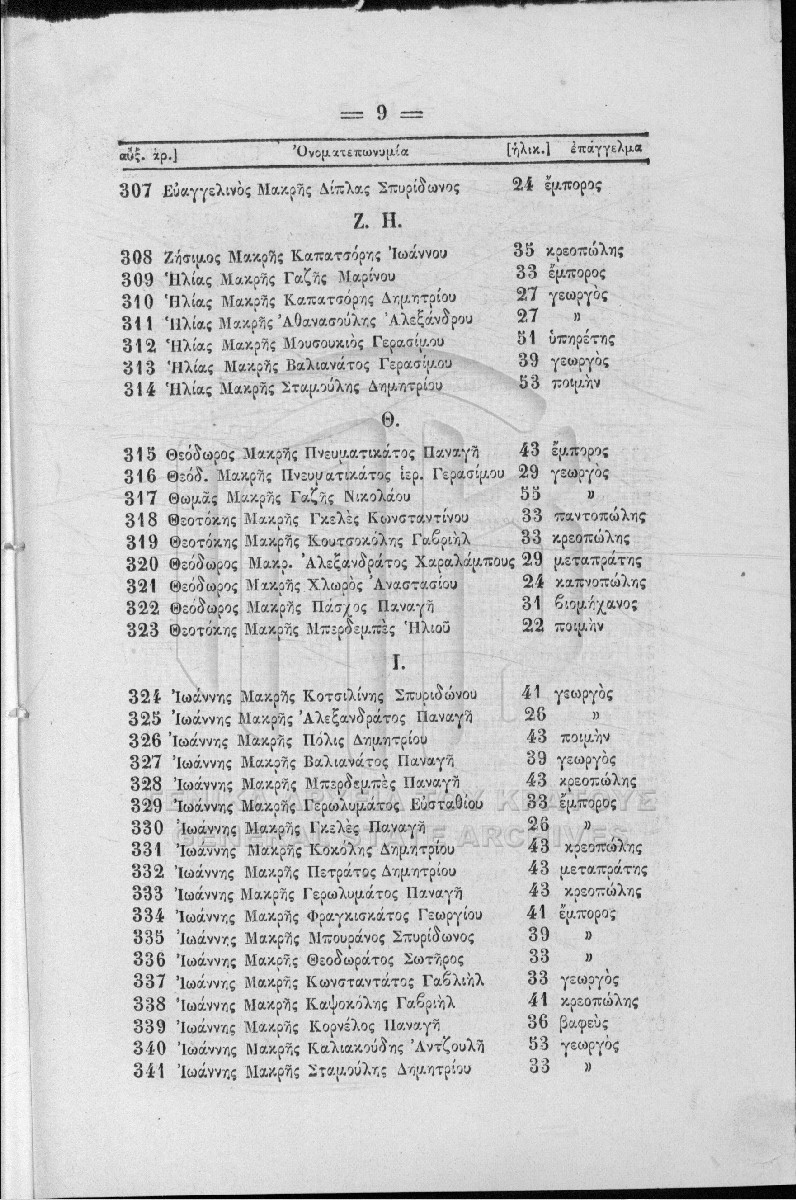 = 9 =
αὔξ. ἀρ.] Ὀνοματεπωνυμία [ἡλικ.] ἐπάγγελμα
307 Εὐαγγελινὸς Μακρῆς Δίπλας Σπυρίδωνος 24 ἔμπορος
Ζ. Η.
308 Ζήσιμος Μακρῆς Καπατσόρης Ἰωάννου 35 κρεοπώλης
309 Ἠλίας Μακρῆς Γαζῆς Μαρίνου 33 ἔμπορος
310 Ἠλίας Μακρῆς Καπατσόρης Δημητρίου 27 γεωργὸς
311 Ἠλίας Μακρῆς Ἀθανασούλης Ἀλεξάνδρου 27 »
312 Ἠλίας Μακρῆς Μουσουκιὸς Γερασίμου 51 ὑπηρέτης
313 Ἠλίας Μακρῆς Βαλιανάτος Γερασίμου 39 γεωργὸς
314 Ἠλίας Μακρῆς Σταμούλης Δημητρίου 53 ποιμὴν
Θ.
315 Θεόδωρος Μακρῆς Πνευματικάτος Παναγῆ 43 ἔμπορος
316 Θεόδ. Μακρῆς Πνευματικάτος ἱερ. Γερασίμου 29 γεωργὸς
317 Θωμᾶς Μακρῆς Γαζῆς Νικολάου 55 »
318 Θεοτόκης Μακρῆς Γκελὲς Κωνσταντίνου 33 παντοπώλης
319 Θεοτόκης Μακρῆς Κουτσοκόλης Γαβριὴλ 33 κρεοπώλης
320 Θεόδωρος Μακρ. Ἀλεξανδράτος Χαραλάμπους 29 μεταπράτης
321 Θεόδωρος Μακρῆς Χλωρὸς Ἀναστασίου 24 καπνοπώλης
322 Θεόδωρος Μακρῆς Πάσχος Παναγῆ 31 βιομήχανος
323 Θεοτόκης Μακρῆς Μπερδεμπὲς Ἠλιοῦ 22 ποιμὴν
Ι.
324 Ἰωάννης Μακρῆς Κοτσιλίνης Σπυριδώνου 41 γεωργὸς
325 Ἰωάννης Μακρῆς Ἀλεξανδράτος Παναγῆ 26 »
326 Ἰωάννης Μακρῆς Πόλις Δημητρίου 43 ποιμὴν
327 Ἰωάννης Μακρῆς Βαλιανάτος Παναγῆ 39 γεωργὸς
328 Ἰωάννης Μακρῆς Μπερδεμπὲς Παναγῆ 43 κρεοπώλης
329 Ἰωάννης Μακρῆς Γερωλυμάτος Εὐσταθίου 33 ἔμπορος
330 Ἰωάννης Μακρῆς Γκελὲς Παναγῆ 26 »
331 Ἰωάννης Μακρῆς Κοκόλης Δημητρίου 43 κρεοπώλης
332 Ἰωάννης Μακρῆς Πετράτος Δημητρίου 43 μεταπράτης
333 Ἰωάννης Μακρῆς Γερωλυμάτος Παναγῆ 43 κρεοπώλης
334 Ἰωάννης Μακρῆς Φραγκισκάτος Γεωργίου 41 ἔμπορος
335 Ἰωάννης Μακρῆς Μπουράνος Σπυρίδωνος 39 »
336 Ἰωάννης Μακρῆς Θεοδωράτος Σωτῆρος 33 »
337 Ἰωάννης Μακρῆς Κωνσταντάτος Γαβλιὴλ 33 γεωργὸς
338 Ἰωάννης Μακρῆς Καψοκόλης Γαβριὴλ 41 κρεοπώλης
339 Ἰωάννης Μακρῆς Κορνέλος Παναγῆ 36 βαφεὺς
340 Ἰωάννης Μακρῆς Καλιακούδης Ἀντζουλῆ 53 γεωργὸς
341 Ἰωάννης Μακρῆς Σταμούλης Δημητρίου 33 »
GENERAL STATE ARCHIVES